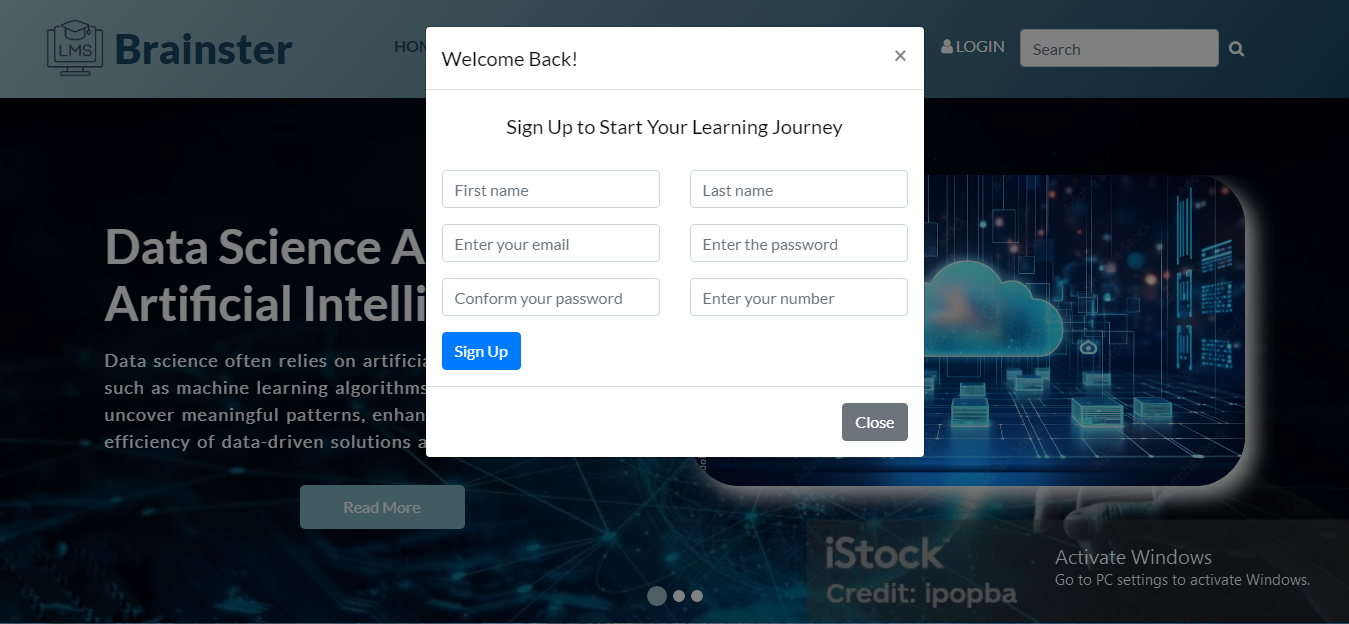 LMS
Brainster
HOM
LOGIN
Search
Welcome Back!
×
Sign Up to Start Your Learning Journey
First name
Last name
Enter your email
Enter the password
Conform your password
Enter your number
Sign Up
Close
Data Science A
Artificial Intelli
Data science often relies on artificia
such as machine learning algorithms
uncover meaningful patterns, enhan
efficiency of data-driven solutions a
Read More
iStock
Credit: ipopba
Activate Windows
Go to PC settings to activate Windows.